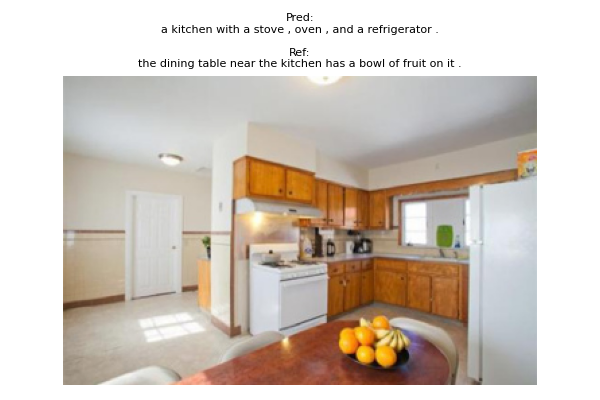 Pred:
a kitchen with a stove , oven , and a refrigerator .
Ref:
the dining table near the kitchen has a bowl of fruit on it .